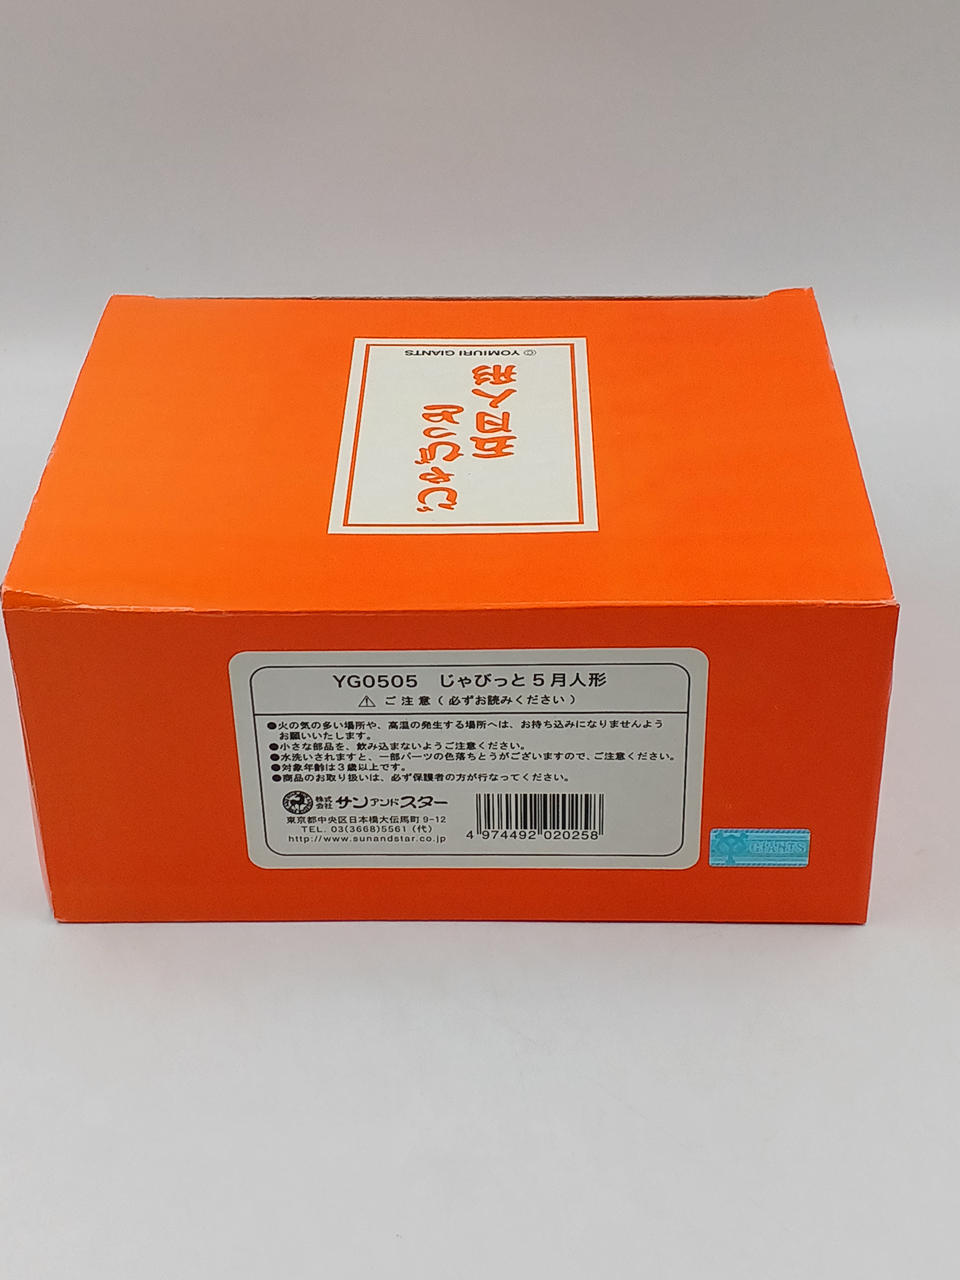 © YOMIURI GIANTS
じゃびっと
五月人形
YG0505 じゃびっと5月人形
⚠ ご注意(必ずお読みください)
●火の気の多い場所や、高温の発生する場所へは、お持ち込みになりませんよう
お願いいたします。
●小さな部品を、飲み込まないようご注意ください。
●水洗いされますと、一部パーツの色落ちとうがございますので、ご注意ください。
●対象年齢は3歳以上です。
●商品のお取り扱いは、必ず保護者の方が行なってください。
株式会社 サンアンドスター
東京都中央区日本橋大伝馬町9-12
TEL. 03(3668)5561(代)
http://www.sunandstar.co.jp
4 974492 020258
GIANTS